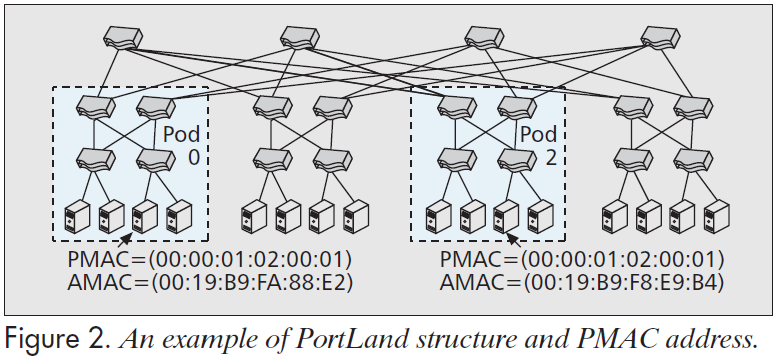 Pod
0
Pod
2
PMAC=(00:00:01:02:00:01)
AMAC=(00:19:B9:FA:88:E2)
PMAC=(00:00:01:02:00:01)
AMAC=(00:19:B9:F8:E9:B4)
Figure 2. An example of PortLand structure and PMAC address.